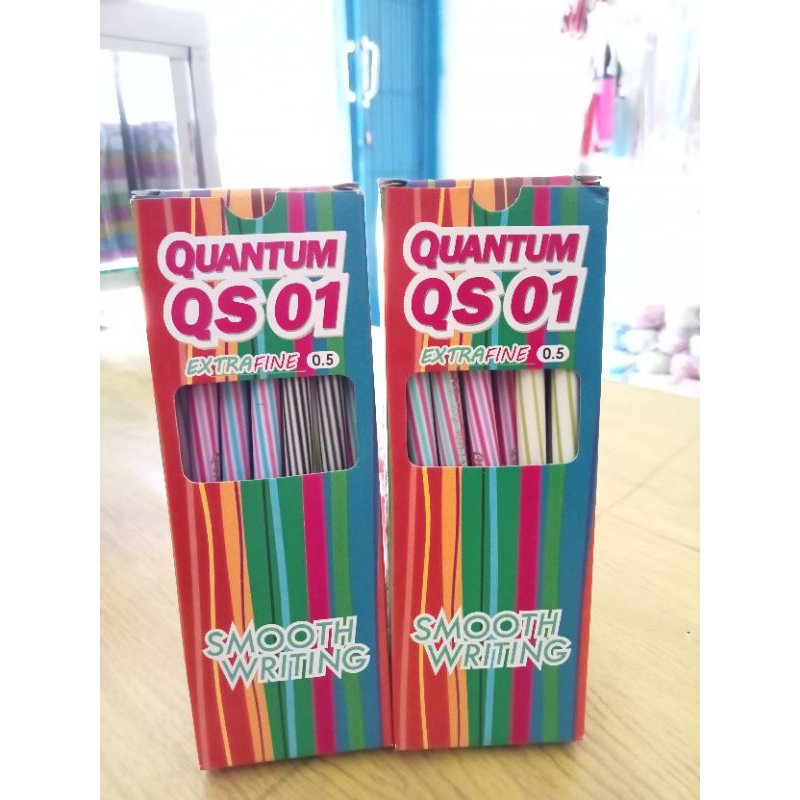 QUANTUM
QS 01
EXTRAFINE 0.5
SMOOTH
WRITING
QUANTUM
QS 01
EXTRAFINE 0.5
SMOOTH
WRITING